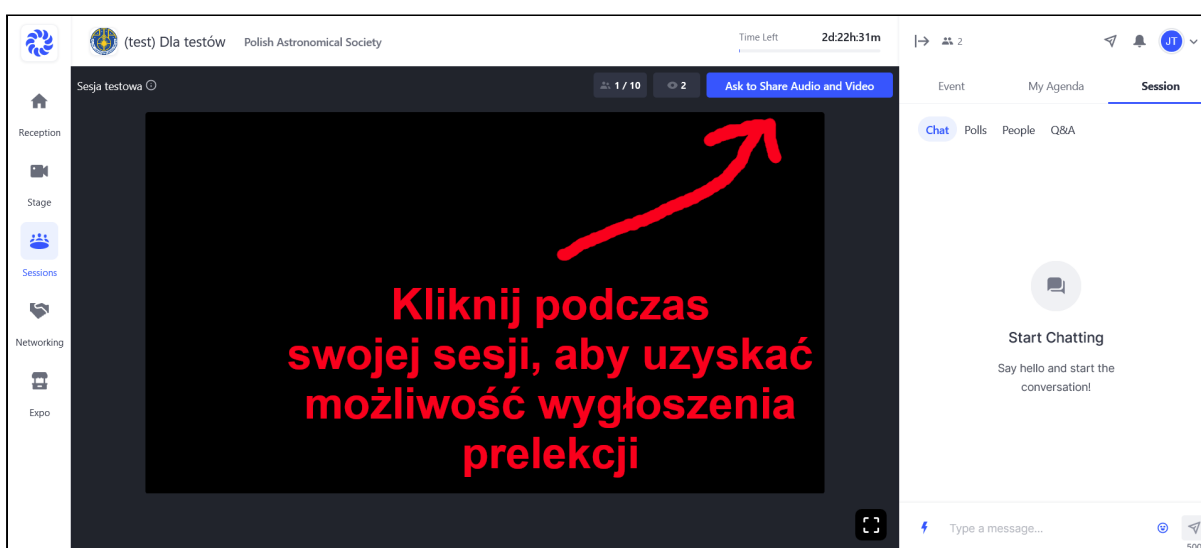 (test) Dla testów
Polish Astronomical Society
Time Left
2d:22h:31m
2
JT
Sesja testowa
1 / 10
2
Ask to Share Audio and Video
Event
My Agenda
Session
Reception
Stage
Sessions
Networking
Expo
Chat
Polls
People
Q&A
Kliknij podczas
swojej sesji, aby uzyskać
możliwość wygłoszenia
prelekcji
Start Chatting
Say hello and start the
conversation!
Type a message...